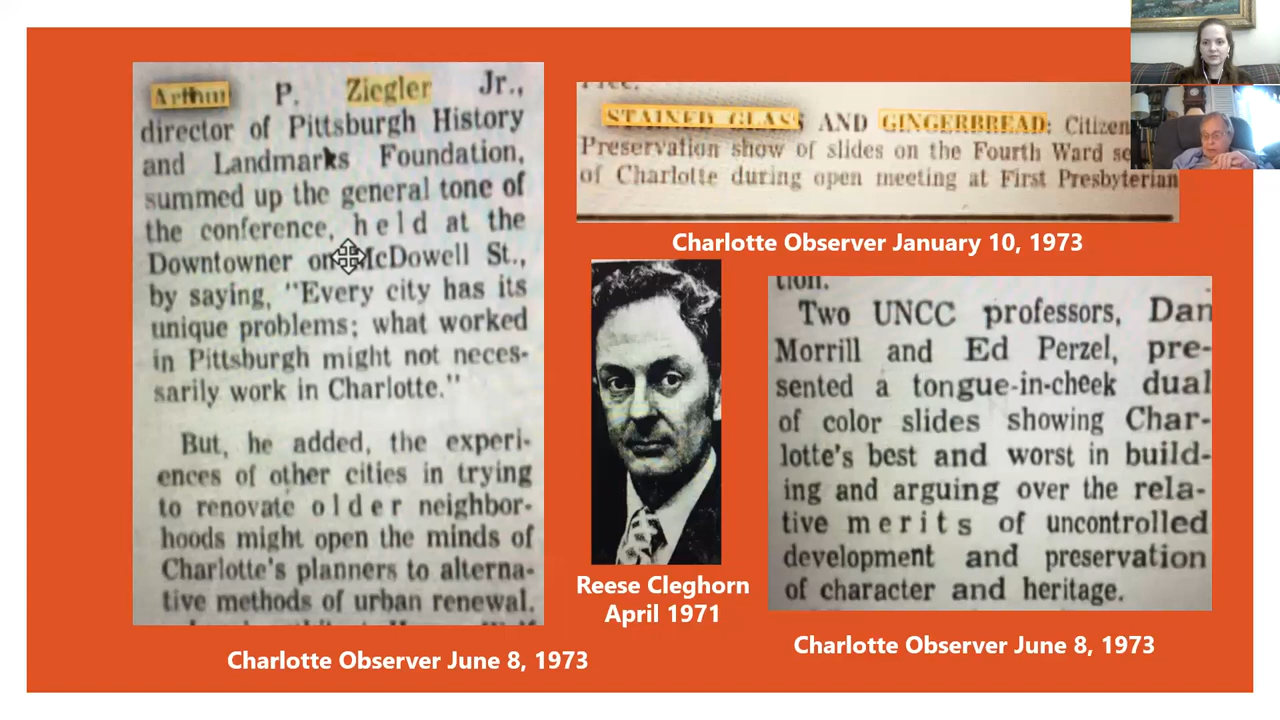 Arthur P. Ziegler Jr.,
director of Pittsburgh History
and Landmarks Foundation,
summed up the general tone of
the conference, held at the
Downtowner on McDowell St.,
by saying, "Every city has its
unique problems; what worked
in Pittsburgh might not neces-
sarily work in Charlotte."
But, he added, the experi-
ences of other cities in trying
to renovate older neighbor-
hoods might open the minds of
Charlotte's planners to alterna-
tive methods of urban renewal.
Charlotte Observer June 8, 1973
STAINED GLASS AND GINGERBREAD: Citizen
Preservation show of slides on the Fourth Ward
of Charlotte during open meeting at First Presbyterian
Charlotte Observer January 10, 1973
Reese Cleghorn
April 1971
tion.
Two UNCC professors, Dan
Morrill and Ed Perzel, pre-
sented a tongue-in-cheek dual
of color slides showing Char-
lotte's best and worst in build-
ing and arguing over the rela-
tive merits of uncontrolled
development and preservation
of character and heritage.
Charlotte Observer June 8, 1973